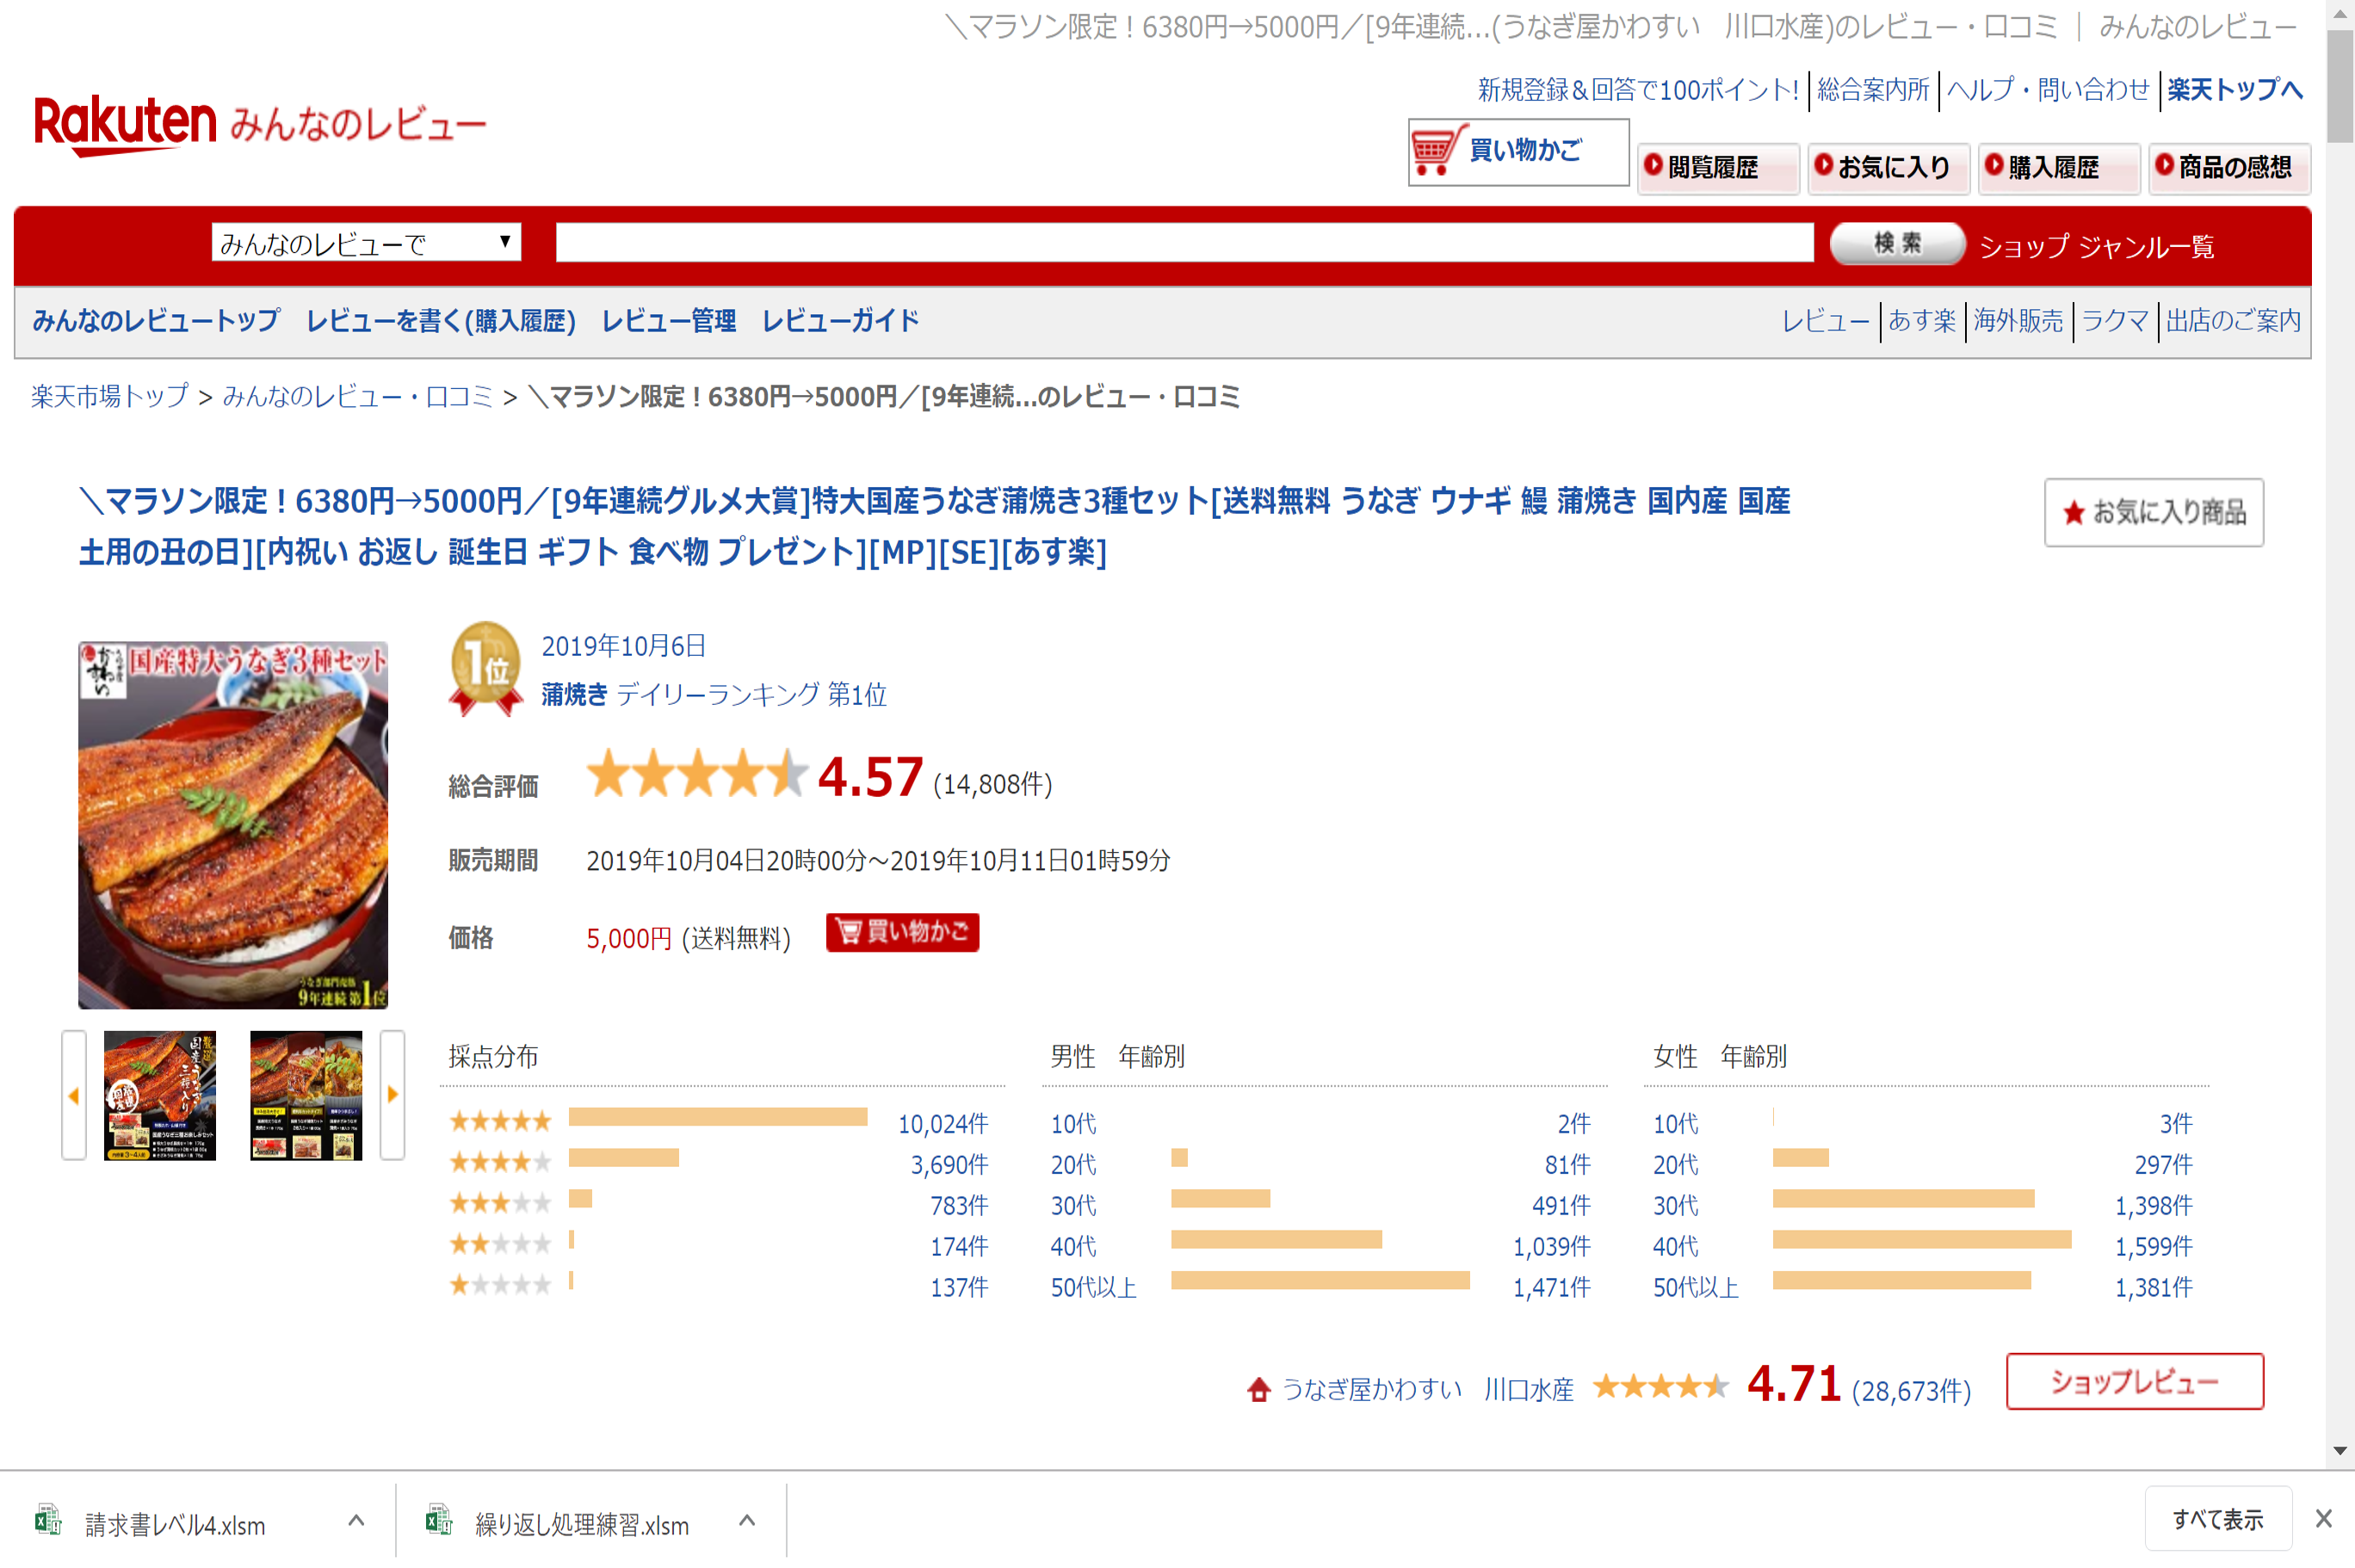 ＼マラソン限定！6380円→5000円／[9年連続...(うなぎ屋かわすい　川口水産)のレビュー・口コミ ｜ みんなのレビュー
新規登録＆回答で100ポイント!
総合案内所
ヘルプ・問い合わせ
楽天トップへ
Rakuten みんなのレビュー
買い物かご
閲覧履歴
お気に入り
購入履歴
商品の感想
みんなのレビューで
検索
ショップ ジャンル一覧
みんなのレビュートップ
レビューを書く(購入履歴)
レビュー管理
レビューガイド
レビュー
あす楽
海外販売
ラクマ
出店のご案内
楽天市場トップ > みんなのレビュー・口コミ > ＼マラソン限定！6380円→5000円／[9年連続...のレビュー・口コミ
＼マラソン限定！6380円→5000円／[9年連続グルメ大賞]特大国産うなぎ蒲焼き3種セット[送料無料 うなぎ ウナギ 鰻 蒲焼き 国内産 国産
土用の丑の日][内祝い お返し 誕生日 ギフト 食べ物 プレゼント][MP][SE][あす楽]
★お気に入り商品
国産特大うなぎ3種セット
かわすい
うなぎ部門売上
9年連続第1位
1位
2019年10月6日
蒲焼き デイリーランキング 第1位
総合評価
4.57 (14,808件)
販売期間
2019年10月04日20時00分～2019年10月11日01時59分
価格
5,000円 (送料無料)
買い物かご
採点分布
10,024件
3,690件
783件
174件
137件
男性　年齢別
10代 2件
20代 81件
30代 491件
40代 1,039件
50代以上 1,471件
女性　年齢別
10代 3件
20代 297件
30代 1,398件
40代 1,599件
50代以上 1,381件
うなぎ屋かわすい　川口水産 4.71 (28,673件)
ショップレビュー
請求書レベル4.xlsm
繰り返し処理練習.xlsm
すべて表示